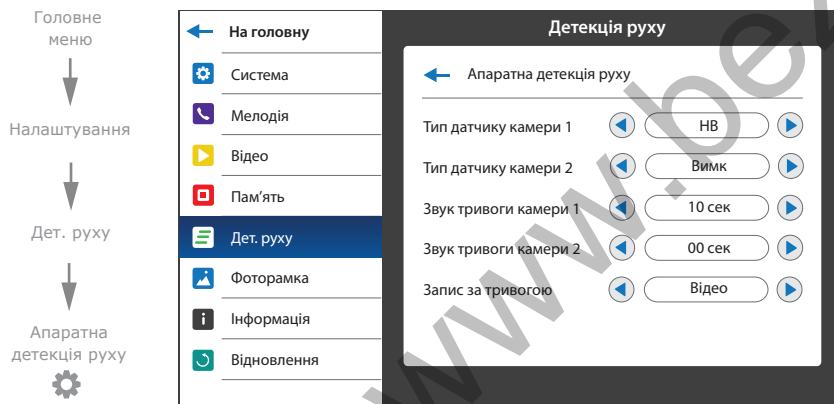 Головне
меню
Налаштування
Дет. руху
Апаратна
детекція руху
На головну
Система
Мелодія
Відео
Пам’ять
Дет. руху
Фоторамка
Інформація
Відновлення
Детекція руху
Апаратна детекція руху
Тип датчику камери 1 НВ
Тип датчику камери 2 Вимк
Звук тривоги камери 1 10 сек
Звук тривоги камери 2 00 сек
Запис за тривогою Відео
www.be